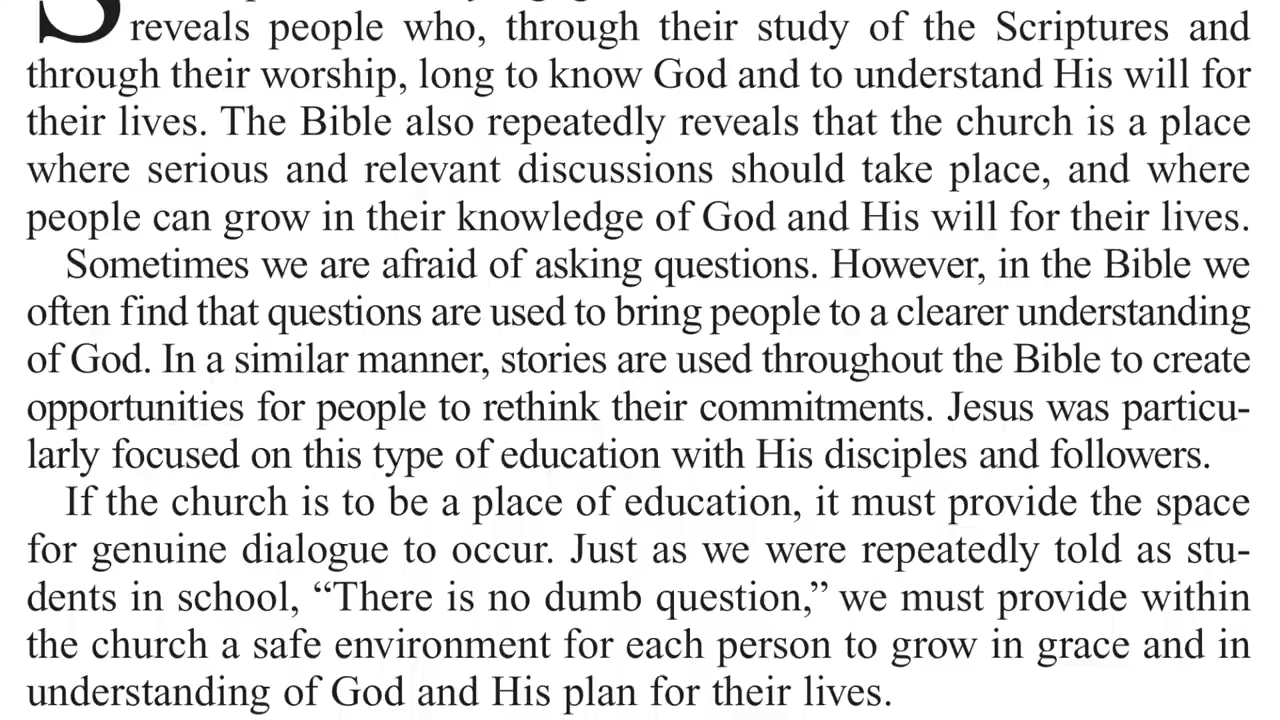 reveals people who, through their study of the Scriptures and
through their worship, long to know God and to understand His will for
their lives. The Bible also repeatedly reveals that the church is a place
where serious and relevant discussions should take place, and where
people can grow in their knowledge of God and His will for their lives.
Sometimes we are afraid of asking questions. However, in the Bible we
often find that questions are used to bring people to a clearer understanding
of God. In a similar manner, stories are used throughout the Bible to create
opportunities for people to rethink their commitments. Jesus was particu-
larly focused on this type of education with His disciples and followers.
If the church is to be a place of education, it must provide the space
for genuine dialogue to occur. Just as we were repeatedly told as stu-
dents in school, “There is no dumb question,” we must provide within
the church a safe environment for each person to grow in grace and in
understanding of God and His plan for their lives.